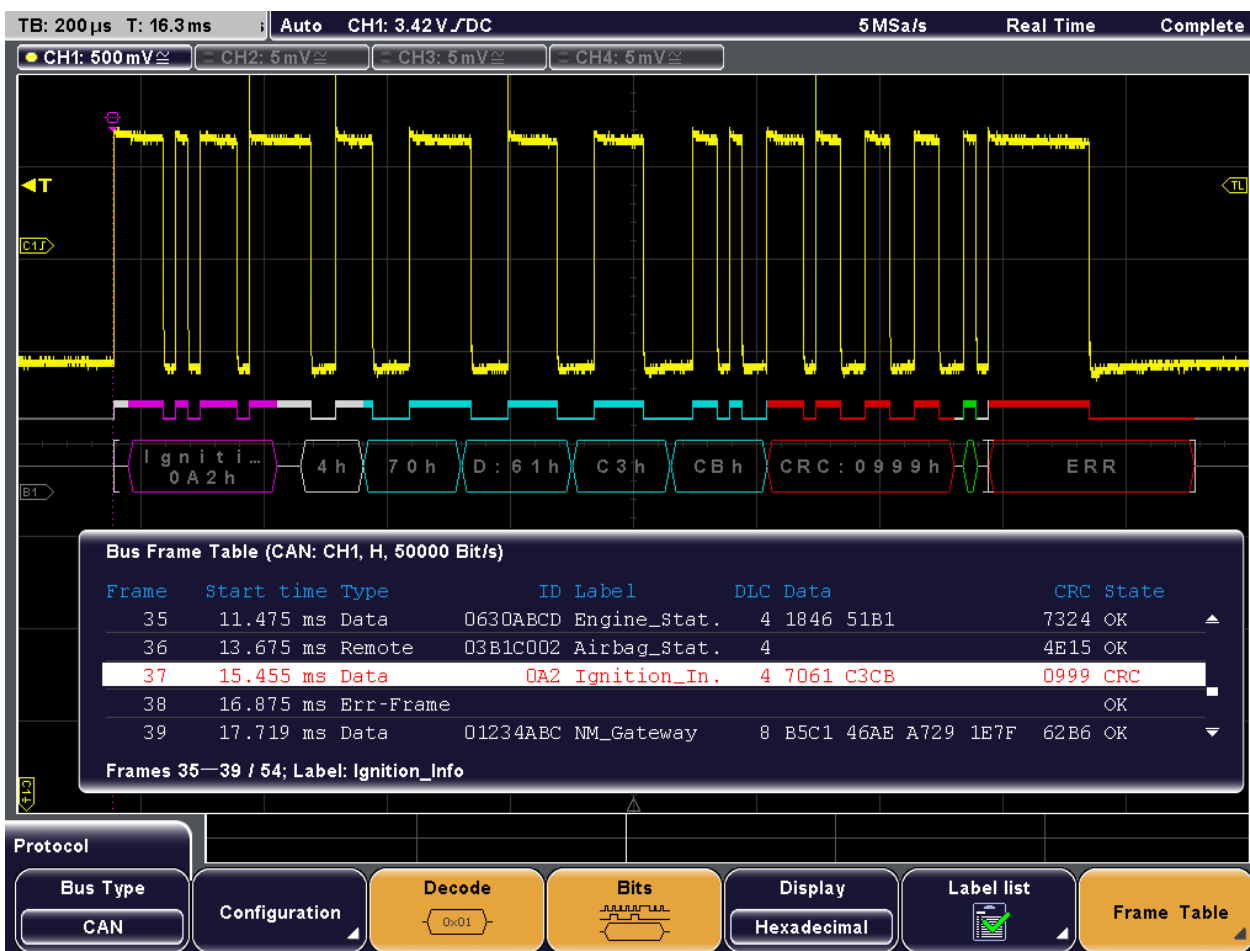 TB: 200 µs T: 16.3 ms Auto CH1: 3.42 V DC 5 MSa/s Real Time Complete
CH1: 500 mV≅ CH2: 5 mV≅ CH3: 5 mV≅ CH4: 5 mV≅
T
TL
C1
Igniti… 4h 70h D:61h C3h CBh CRC:0999h ERR
0A2h
B1
Bus Frame Table (CAN: CH1, H, 50000 Bit/s)
Frame Start time Type ID Label DLC Data CRC State
35 11.475 ms Data 0630ABCD Engine_Stat. 4 1846 51B1 7324 OK
36 13.675 ms Remote 03B1C002 Airbag_Stat. 4 4E15 OK
37 15.455 ms Data 0A2 Ignition_In. 4 7061 C3CB 0999 CRC
38 16.875 ms Err-Frame OK
39 17.719 ms Data 01234ABC NM_Gateway 8 B5C1 46AE A729 1E7F 62B6 OK
Frames 35—39 / 54; Label: Ignition_Info
C1
Protocol
Bus Type Configuration Decode Bits Display Label list Frame Table
CAN 0x01 Hexadecimal